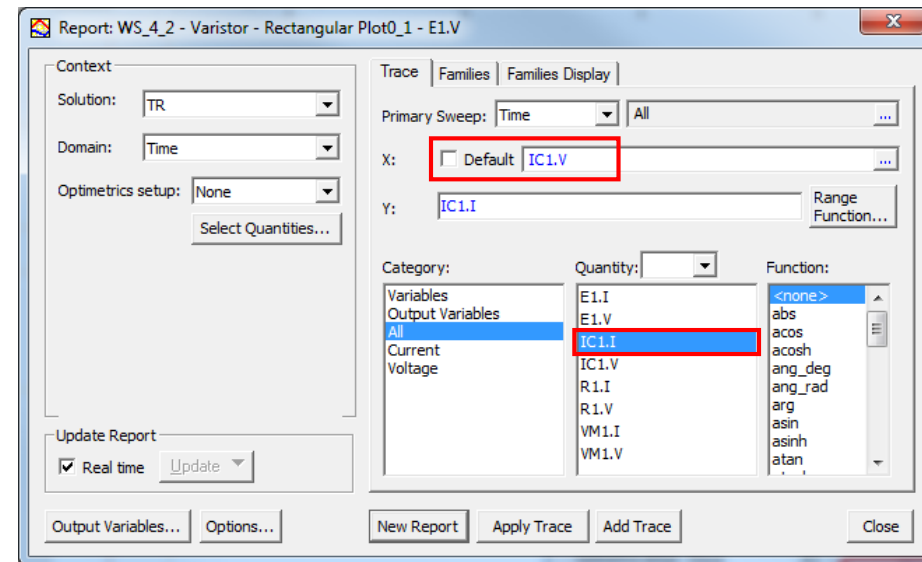 Report: WS_4_2 - Varistor - Rectangular Plot0_1 - E1.V
Context
Solution: TR
Domain: Time
Optimetrics setup: None
Select Quantities...
Update Report
Real time Update
Output Variables... Options...
Trace Families Families Display
Primary Sweep: Time All ...
X: Default IC1.V ...
Y: IC1.I Range Function...
Category:
Variables
Output Variables
All
Current
Voltage
Quantity:
E1.I
E1.V
IC1.I
IC1.V
R1.I
R1.V
VM1.I
VM1.V
Function:
<none>
abs
acos
acosh
ang_deg
ang_rad
arg
asin
asinh
atan
New Report Apply Trace Add Trace Close